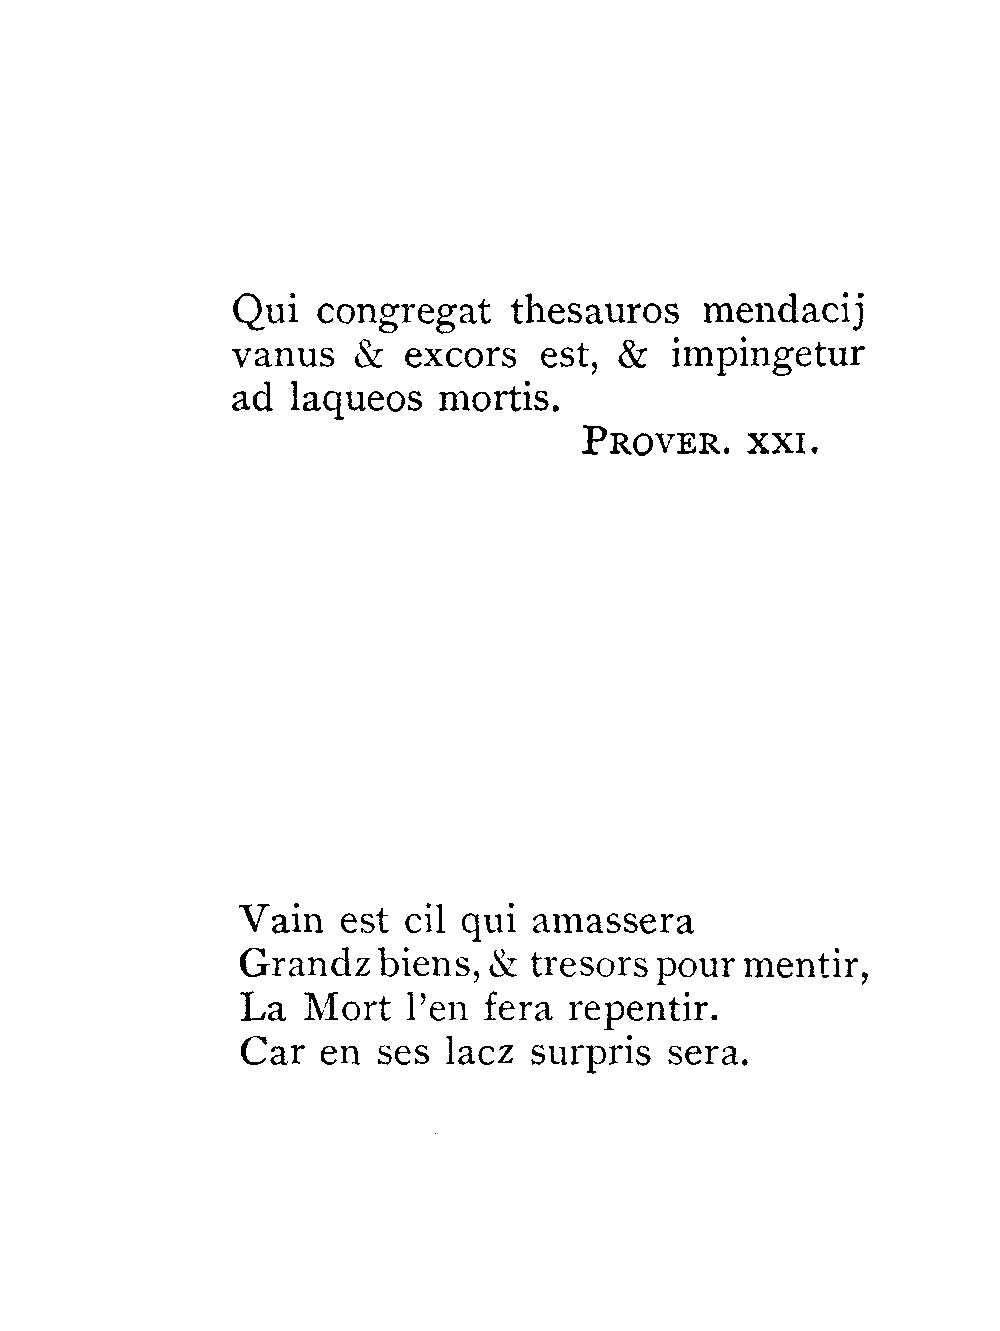 Qui congregat thesauros mendacij
vanus & excors est, & impingetur
ad laqueos mortis.
PROVER. XXI.
Vain est cil qui amassera
Grandz biens, & tresors pour mentir,
La Mort l'en fera repentir.
Car en ses lacz surpris sera.